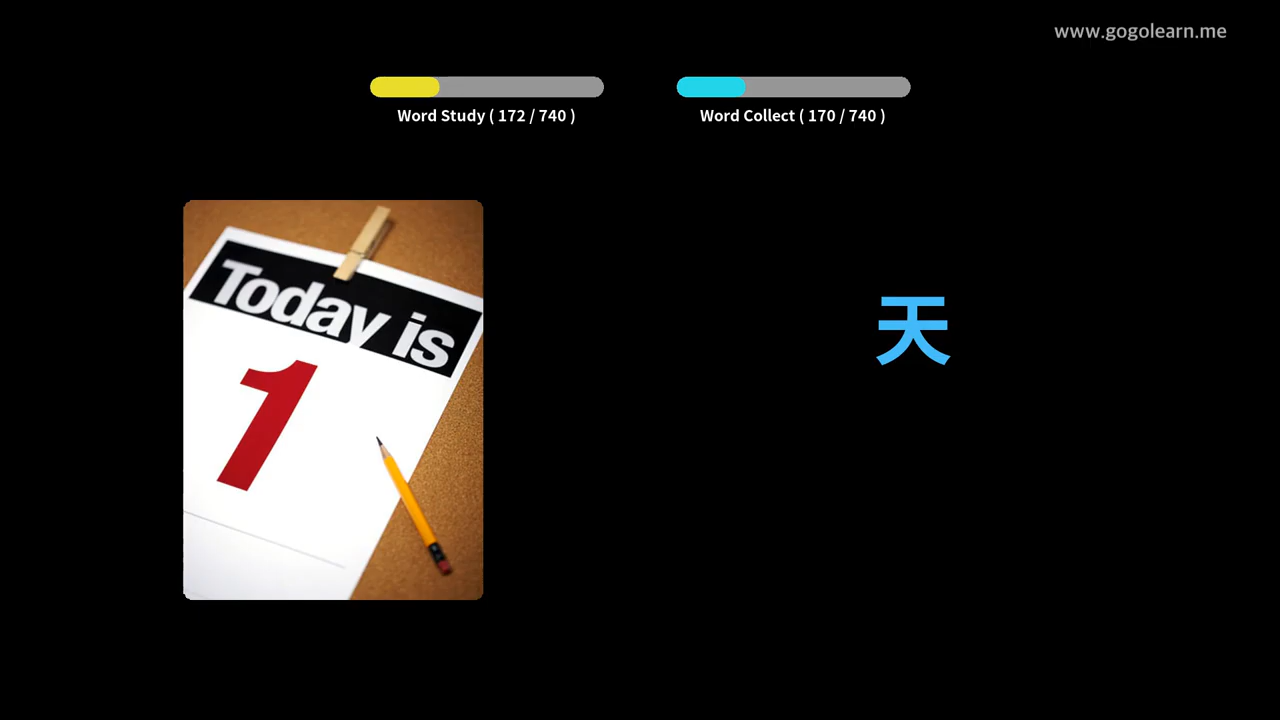 www.gogolearn.me
Word Study ( 172 / 740 )
Word Collect ( 170 / 740 )
Today is
1
天